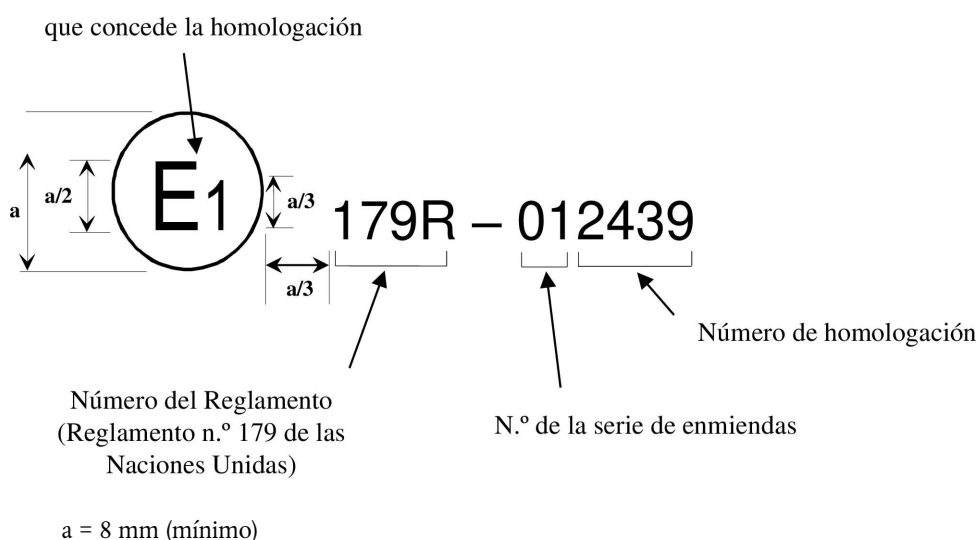 que concede la homologación
E1
a
a/2
a/3
179R – 012439
a/3
Número de homologación
Número del Reglamento
(Reglamento n.º 179 de las
Naciones Unidas)
N.º de la serie de enmiendas
a = 8 mm (mínimo)